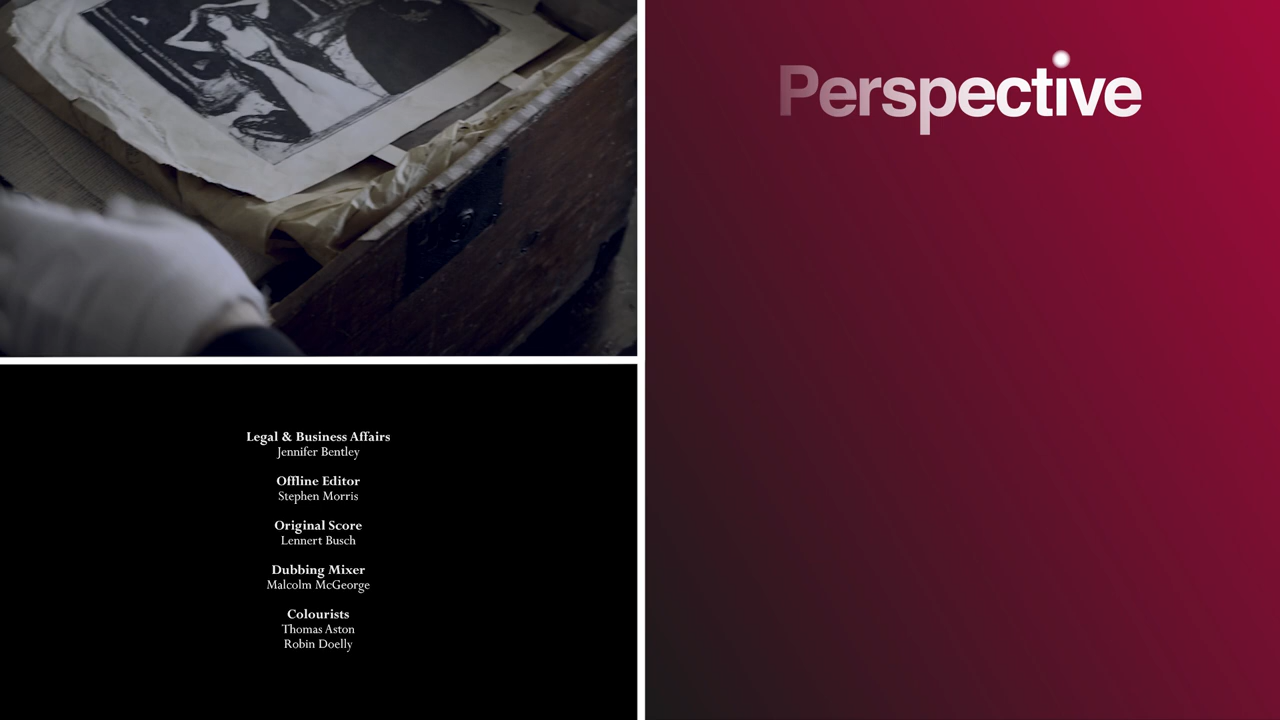 Perspective
Legal & Business Affairs
Jennifer Bentley
Offline Editor
Stephen Morris
Original Score
Lennert Busch
Dubbing Mixer
Malcolm McGeorge
Colourists
Thomas Aston
Robin Doelly